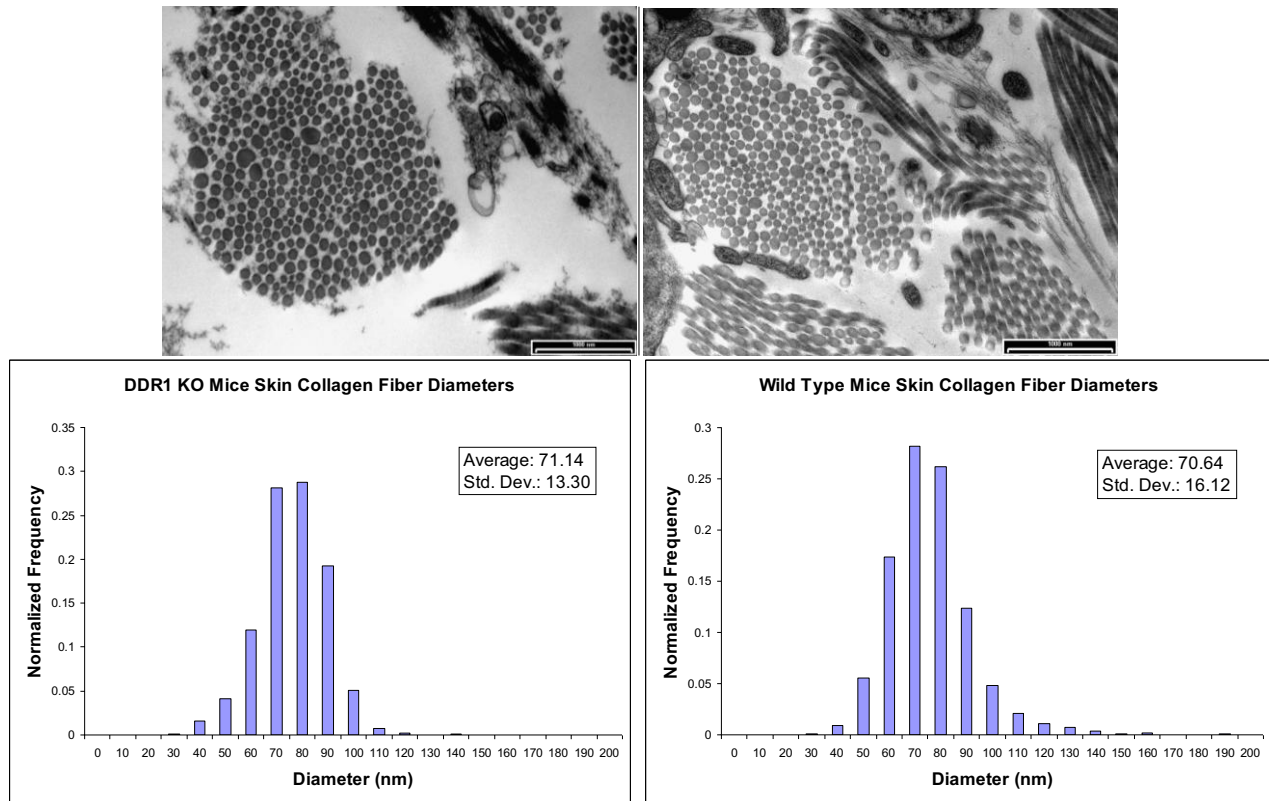 1000 nm
1000 nm
DDR1 KO Mice Skin Collagen Fiber Diameters
Average: 71.14
Std. Dev.: 13.30
Normalized Frequency
0.35
0.3
0.25
0.2
0.15
0.1
0.05
0
0 10 20 30 40 50 60 70 80 90 100 110 120 130 140 150 160 170 180 190 200
Diameter (nm)
Wild Type Mice Skin Collagen Fiber Diameters
Average: 70.64
Std. Dev.: 16.12
Normalized Frequency
0.3
0.25
0.2
0.15
0.1
0.05
0
0 10 20 30 40 50 60 70 80 90 100 110 120 130 140 150 160 170 180 190 200
Diameter (nm)